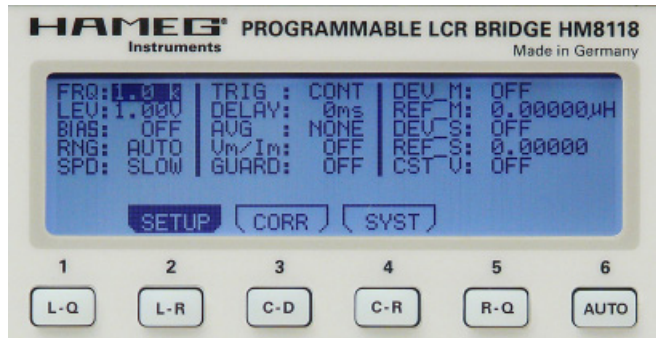 HAMEG® PROGRAMMABLE LCR BRIDGE HM8118
Instruments Made in Germany
FRQ:1.0 k TRIG : CONT DEV_M: OFF
LEV:1.00V DELAY: 0ms REF_M: 0.00000µH
BIAS: OFF AVG : NONE DEV_S: OFF
RNG: AUTO Vm/Im: OFF REF_S: 0.00000
SPD: SLOW GUARD: OFF CST V: OFF
SETUP CORR SYST
1 2 3 4 5 6
L-Q L-R C-D C-R R-Q AUTO